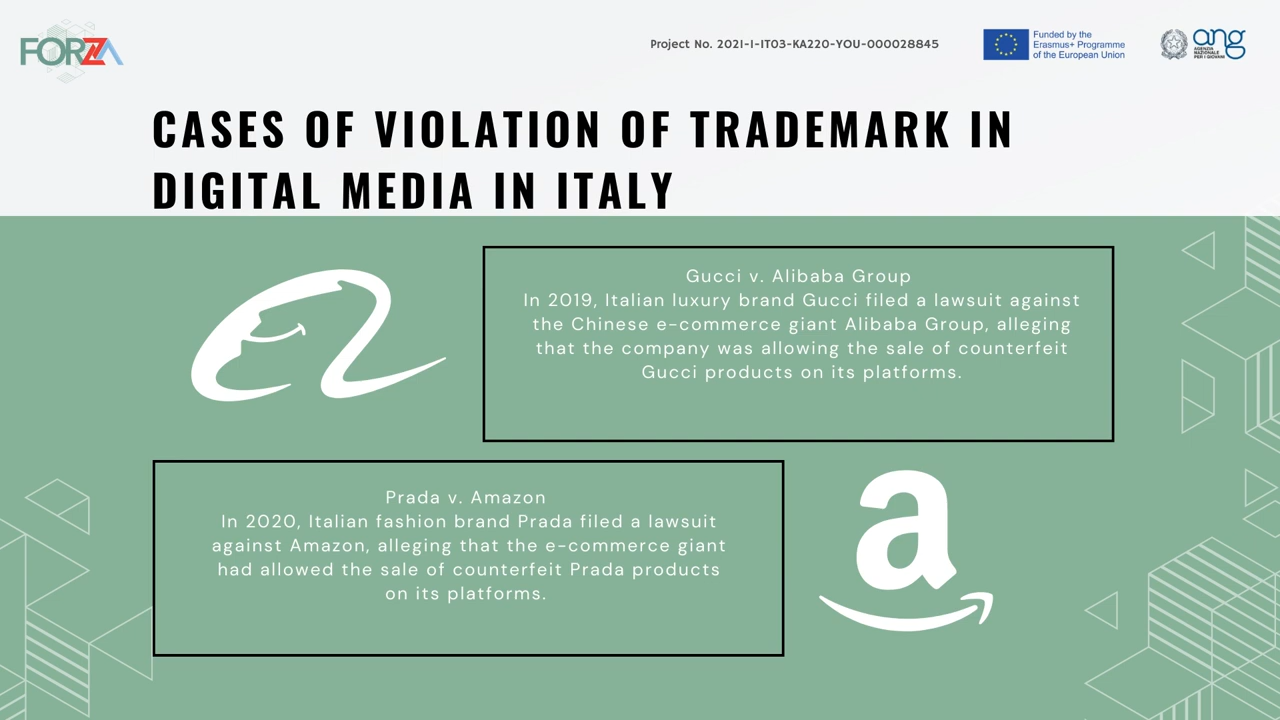 FORZA
Project No. 2021-1-IT03-KA220-YOU-000028845
Funded by the
Erasmus+ Programme
of the European Union
ang
AGENZIA
NAZIONALE
PER I GIOVANI
CASES OF VIOLATION OF TRADEMARK IN
DIGITAL MEDIA IN ITALY
Gucci v. Alibaba Group
In 2019, Italian luxury brand Gucci filed a lawsuit against
the Chinese e-commerce giant Alibaba Group, alleging
that the company was allowing the sale of counterfeit
Gucci products on its platforms.
Prada v. Amazon
In 2020, Italian fashion brand Prada filed a lawsuit
against Amazon, alleging that the e-commerce giant
had allowed the sale of counterfeit Prada products
on its platforms.
a